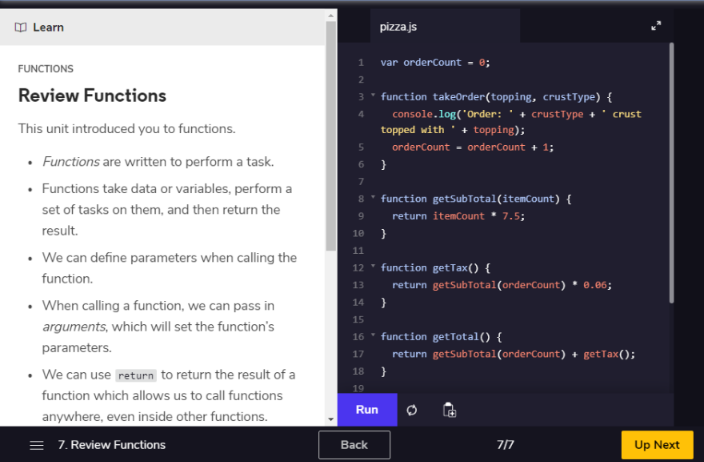 Learn
FUNCTIONS
Review Functions
This unit introduced you to functions.
• Functions are written to perform a task.
• Functions take data or variables, perform a
set of tasks on them, and then return the
result.
• We can define parameters when calling the
function.
• When calling a function, we can pass in
arguments, which will set the function's
parameters.
• We can use return to return the result of a
function which allows us to call functions
anywhere, even inside other functions.
pizza.js
1 var orderCount = 0;
2
3 function takeOrder(topping, crustType) {
4 console.log('Order: ' + crustType + ' crust
topped with ' + topping);
5 orderCount = orderCount + 1;
6 }
7
8 function getSubTotal(itemCount) {
9 return itemCount * 7.5;
10 }
11
12 function getTax() {
13 return getSubTotal(orderCount) * 0.06;
14 }
15
16 function getTotal() {
17 return getSubTotal(orderCount) + getTax();
18 }
19
Run
7. Review Functions
Back
7/7
Up Next